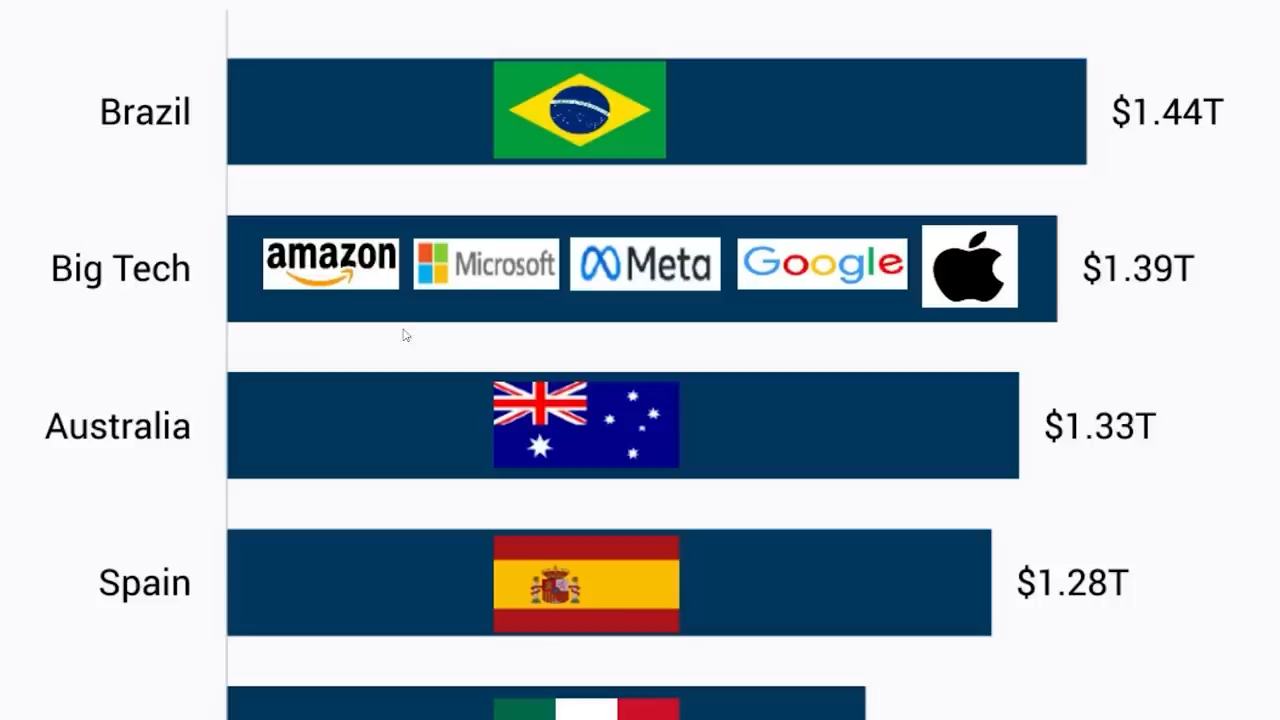 Brazil
$1.44T
Big Tech
amazon
Microsoft
Meta
Google
$1.39T
Australia
$1.33T
Spain
$1.28T